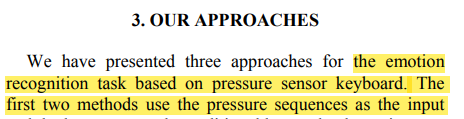 3. OUR APPROACHES
We have presented three approaches for the emotion
recognition task based on pressure sensor keyboard. The
first two methods use the pressure sequences as the input